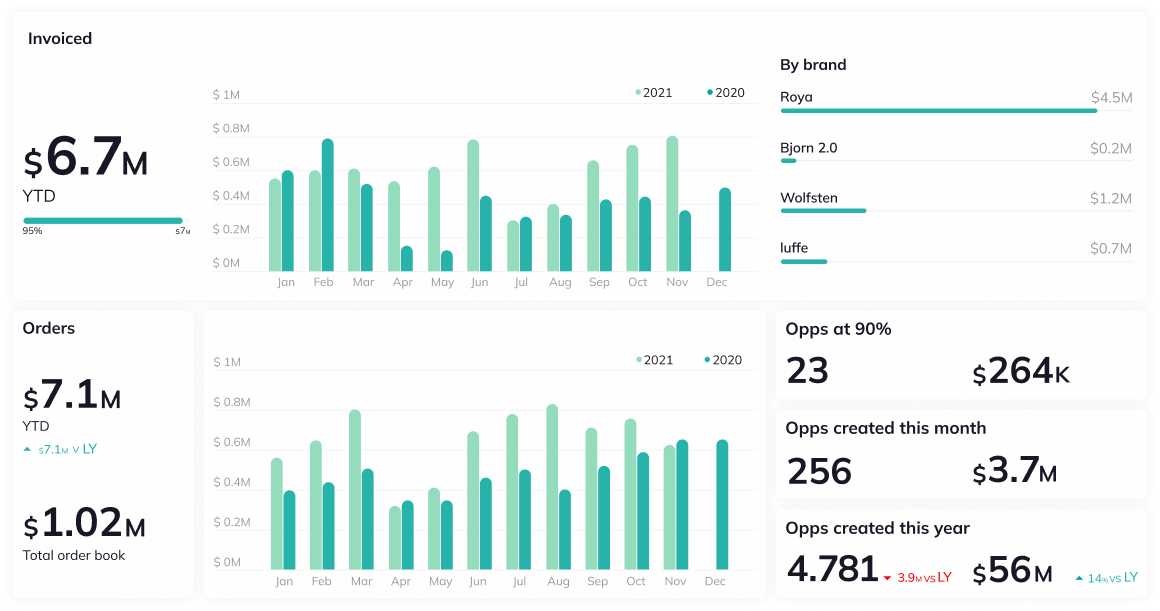 Invoiced
$6.7M
YTD
95% $7M
2021 2020
$ 1M
$ 0.8M
$ 0.6M
$ 0.4M
$ 0.2M
$ 0M
Jan Feb Mar Apr May Jun Jul Aug Sep Oct Nov Dec
By brand
Roya $4.5M
Bjorn 2.0 $0.2M
Wolfsten $1.2M
luffe $0.7M
Orders
$7.1M
YTD
$7.1M v LY
$1.02M
Total order book
2021 2020
$ 1M
$ 0.8M
$ 0.6M
$ 0.4M
$ 0.2M
$ 0M
Jan Feb Mar Apr May Jun Jul Aug Sep Oct Nov Dec
Opps at 90%
23 $264K
Opps created this month
256 $3.7M
Opps created this year
4.781 3.9M VS LY $56M 14% VS LY